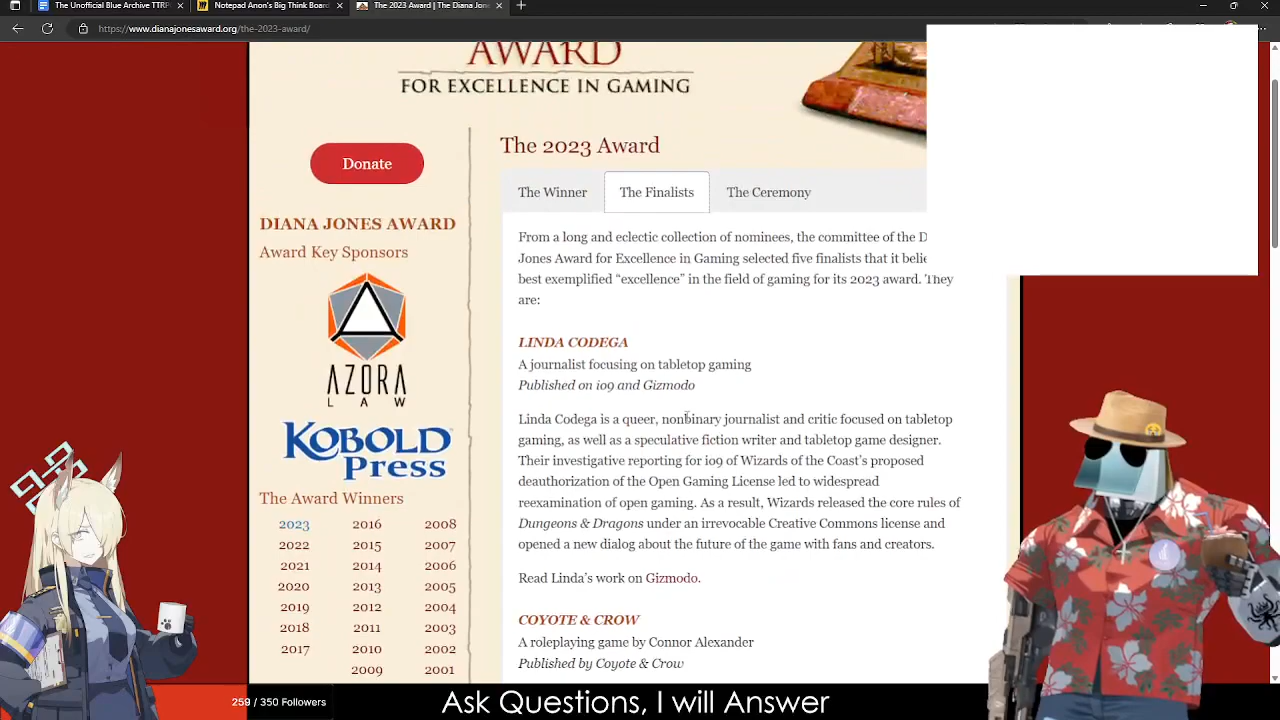 The Unofficial Blue Archive TTRP
Notepad Anon's Thing
The 2023 Award | The Diana Jone
https://www.dianajonesaward.org/the-2023-award/
AWARD
FOR EXCELLENCE IN GAMING
Donate
DIANA JONES AWARD
Award Key Sponsors
AZORA
LAW
KOBOLD
Press
The Award Winners
2023 2016 2008
2022 2015 2007
2021 2014 2006
2020 2013 2005
2019 2012 2004
2018 2011 2003
2017 2010 2002
2009 2001
The 2023 Award
The Winner The Finalists The Ceremony
From a long and eclectic collection of nominees, the committee of the D
Jones Award for Excellence in Gaming selected five finalists that it belie
best exemplified “excellence” in the field of gaming for its 2023 award. They
are:
LINDA CODEGA
A journalist focusing on tabletop gaming
Published on io9 and Gizmodo
Linda Codega is a queer, nonbinary journalist and critic focused on tabletop
gaming, as well as a speculative fiction writer and tabletop game designer.
Their investigative reporting for io9 of Wizards of the Coast’s proposed
deauthorization of the Open Gaming License led to widespread
reexamination of open gaming. As a result, Wizards released the core rules of
Dungeons & Dragons under an irrevocable Creative Commons license and
opened a new dialog about the future of the game with fans and creators.
Read Linda’s work on Gizmodo.
COYOTE & CROW
A roleplaying game by Connor Alexander
Published by Coyote & Crow
259 / 350 Followers
Ask Questions, I will Answer